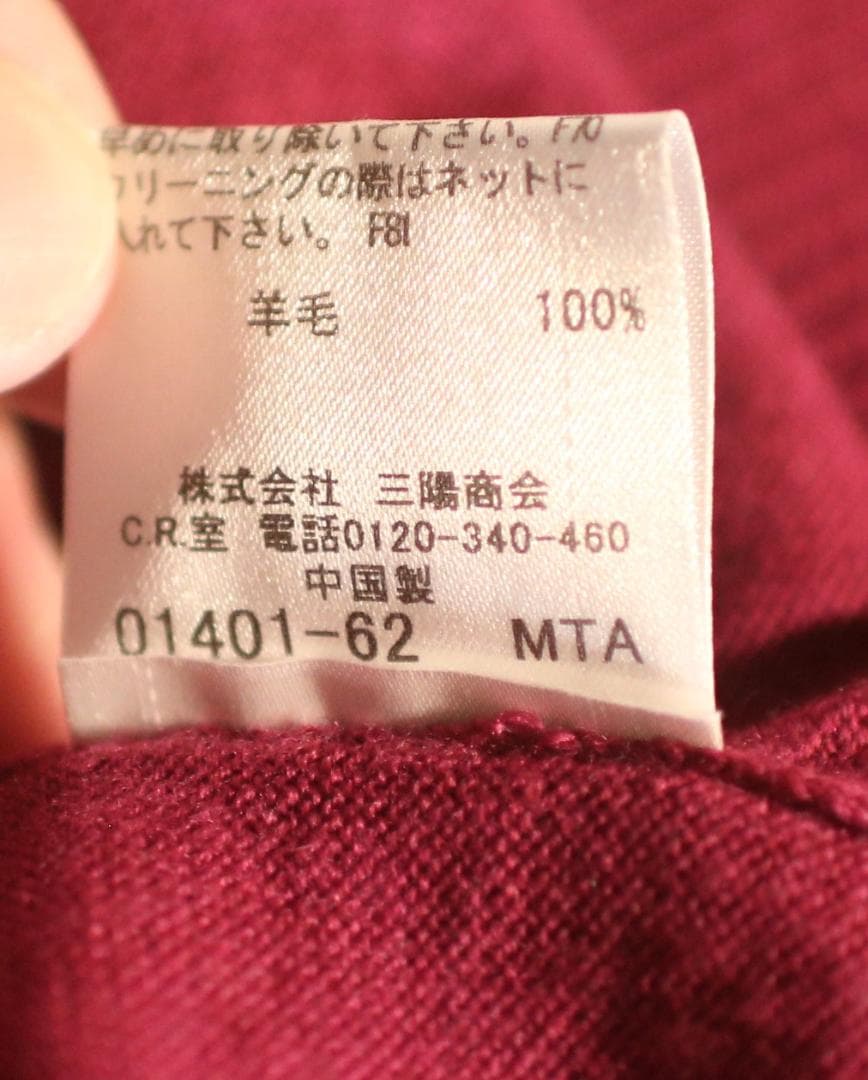 早めに取り除いて下さい。F70
クリーニングの際はネットに
入れて下さい。 F81
羊毛 100%
株式会社 三陽商会
C.R.室 電話0120-340-460
中国製
01401-62 MTA